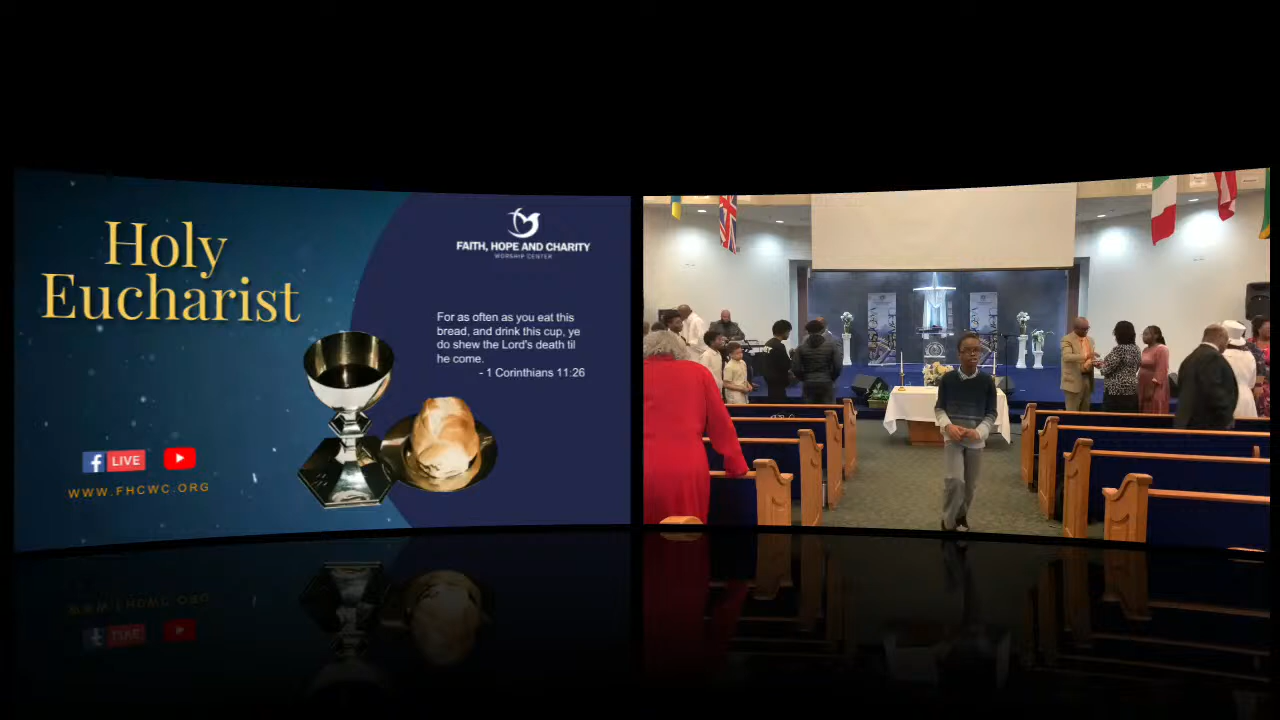 Holy
Eucharist
FAITH, HOPE AND CHARITY
WORSHIP CENTER
For as often as you eat this
bread, and drink this cup, ye
do shew the Lord's death til
he come.
- 1 Corinthians 11:26
f LIVE
WWW.FHCWC.ORG